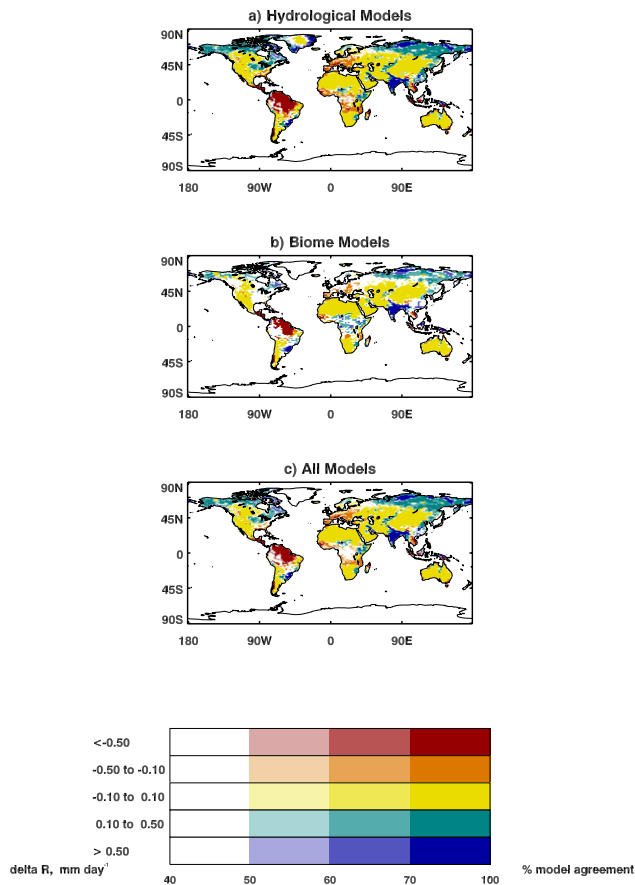 a) Hydrological Models
90N
45N
0
45S
90S
180 90W 0 90E
b) Biome Models
90N
45N
0
45S
90S
180 90W 0 90E
c) All Models
90N
45N
0
45S
90S
180 90W 0 90E
<-0.50
-0.50 to -0.10
-0.10 to 0.10
0.10 to 0.50
> 0.50
delta R, mm day⁻¹
40 50 60 70 100
% model agreement